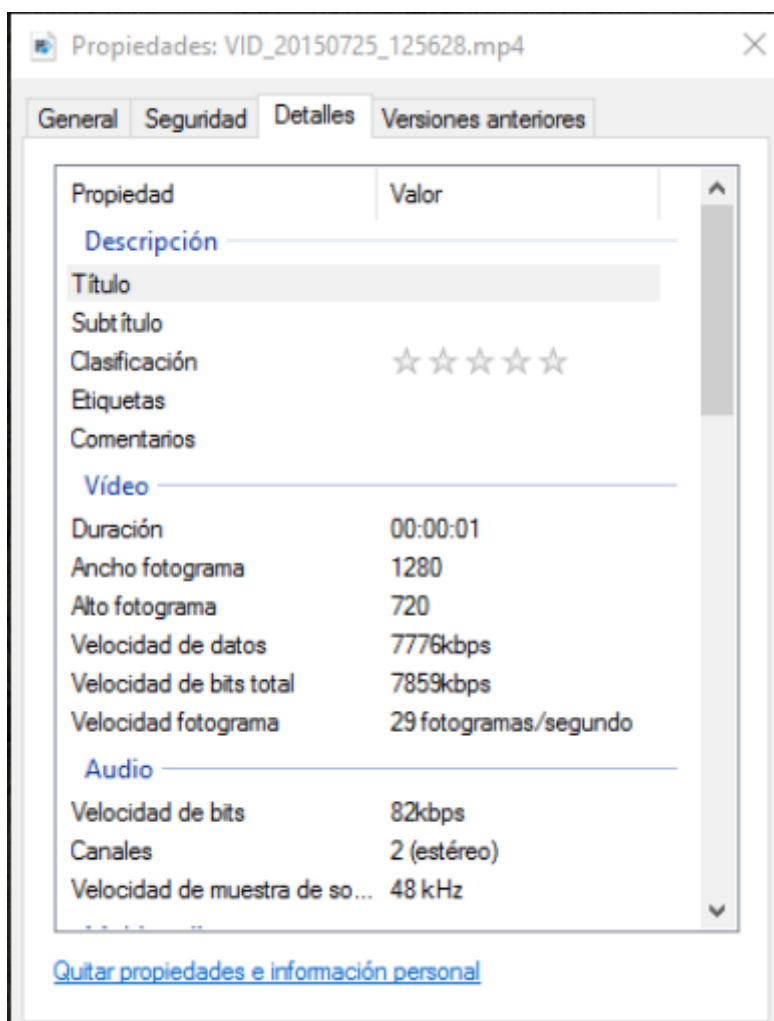 Propiedades: VID_20150725_125628.mp4
General Seguridad Detalles Versiones anteriores
Propiedad Valor
Descripción
Título
Subtítulo
Clasificación
Etiquetas
Comentarios
Vídeo
Duración 00:00:01
Ancho fotograma 1280
Alto fotograma 720
Velocidad de datos 7776kbps
Velocidad de bits total 7859kbps
Velocidad fotograma 29 fotogramas/segundo
Audio
Velocidad de bits 82kbps
Canales 2 (estéreo)
Velocidad de muestra de so... 48 kHz
Quitar propiedades e información personal